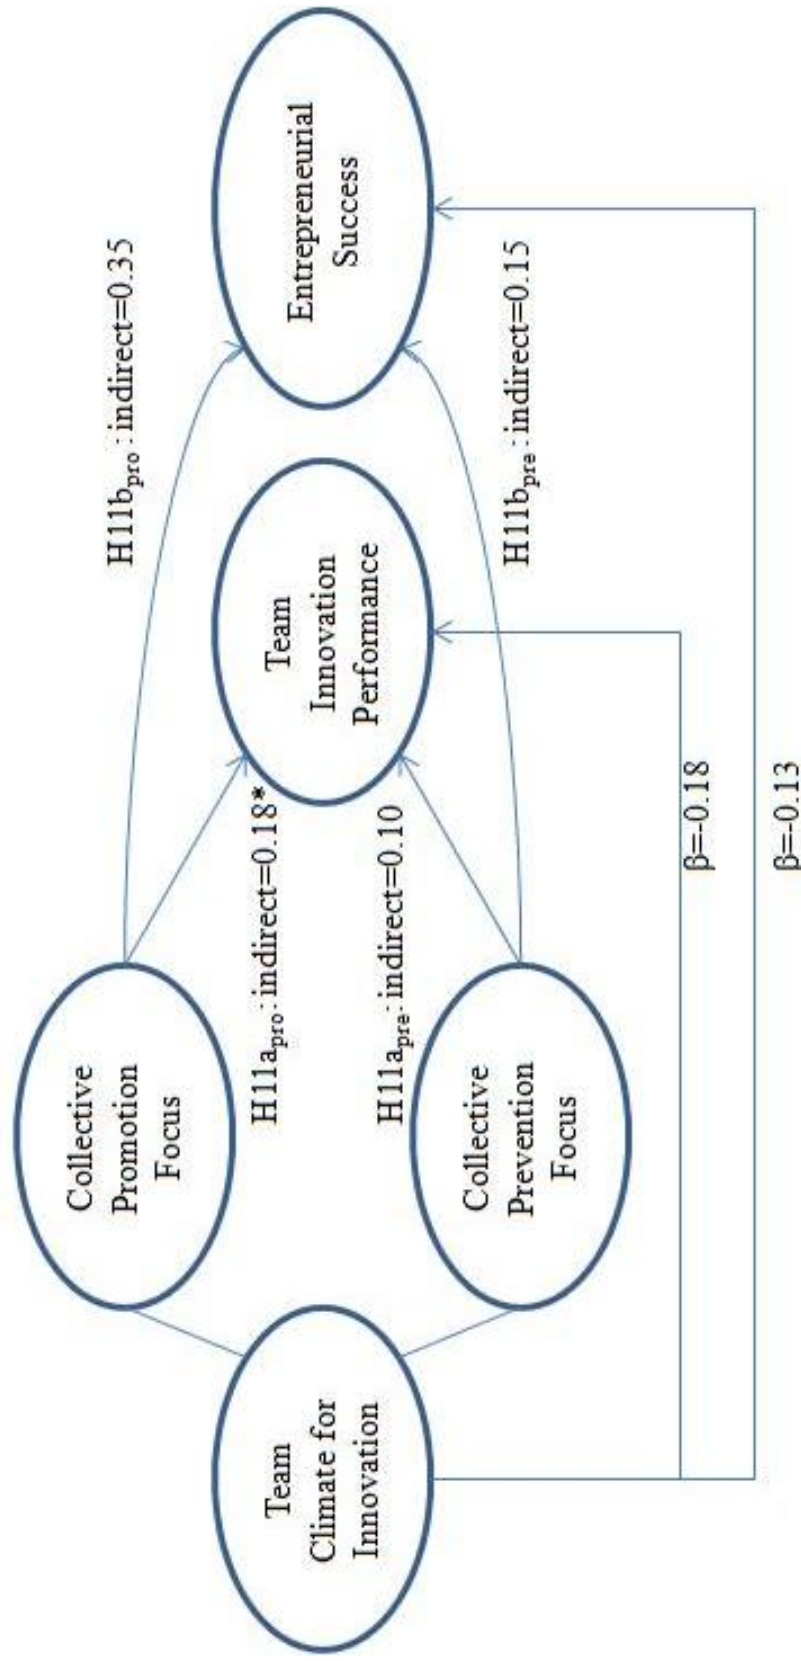 Collective
Promotion
Focus
H11b_pro : indirect=0.35
Team
Climate for
Innovation
H11a_pro : indirect=0.18*
Team
Innovation
Performance
Entrepreneurial
Success
H11a_pre : indirect=0.10
Collective
Prevention
Focus
H11b_pre : indirect=0.15
β=-0.18
β=-0.13